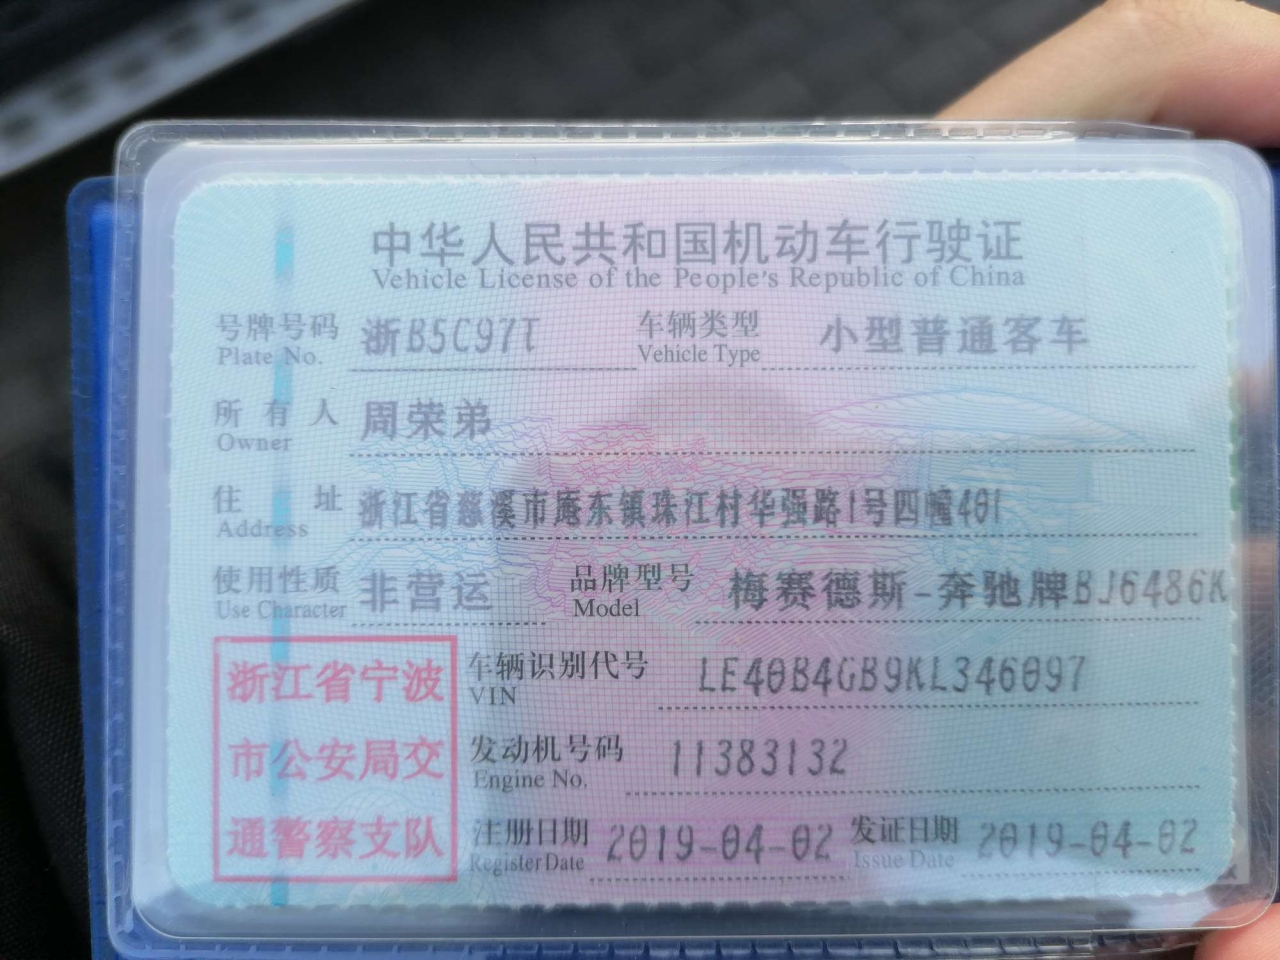 中华人民共和国机动车行驶证
Vehicle License of the People's Republic of China
号牌号码 浙B5C97T 车辆类型 小型普通客车
Plate No. Vehicle Type
所有人 周荣弟
Owner
住址 浙江省慈溪市庵东镇珠江村华强路1号四幢401
Address
使用性质 非营运 品牌型号 梅赛德斯-奔驰牌BJ6486K
Use Character Model
浙江省宁波
市公安局交
通警察支队
车辆识别代号 LE40B4GB9KL346097
VIN
发动机号码 11383132
Engine No.
注册日期 2019-04-02 发证日期 2019-04-02
Register Date Issue Date